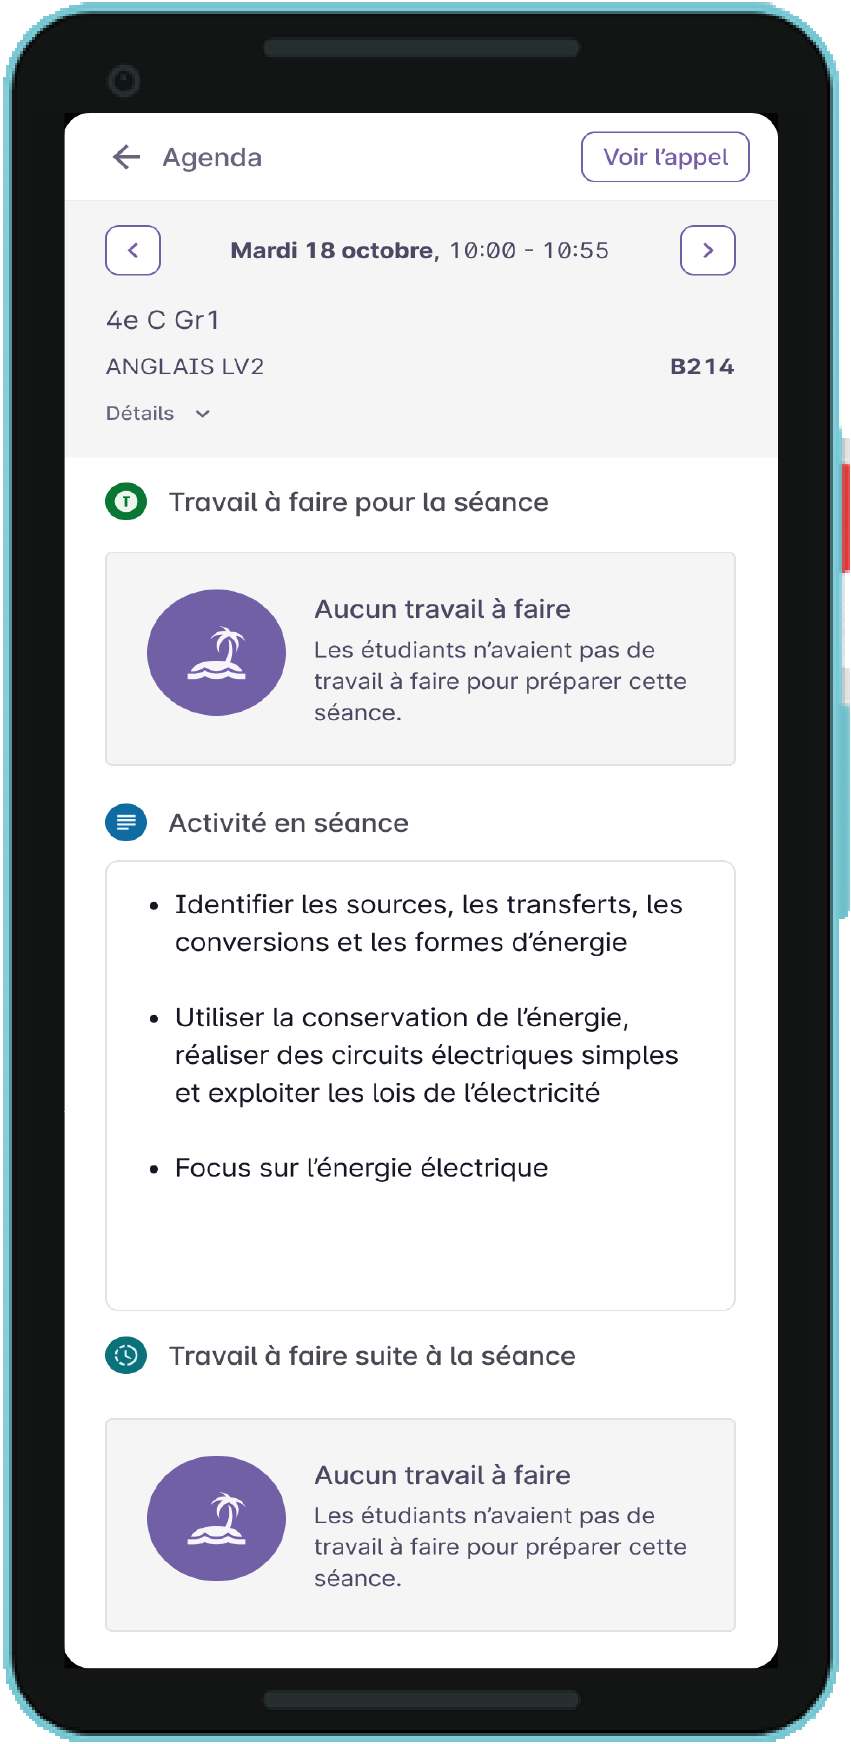 Agenda
Voir l’appel
Mardi 18 octobre, 10:00 - 10:55
4e C Gr1
ANGLAIS LV2
B214
Détails
T
Travail à faire pour la séance
Aucun travail à faire
Les étudiants n’avaient pas de
travail à faire pour préparer cette
séance.
Activité en séance
• Identifier les sources, les transferts, les
conversions et les formes d’énergie
• Utiliser la conservation de l’énergie,
réaliser des circuits électriques simples
et exploiter les lois de l’électricité
• Focus sur l’énergie électrique
Travail à faire suite à la séance
Aucun travail à faire
Les étudiants n’avaient pas de
travail à faire pour préparer cette
séance.